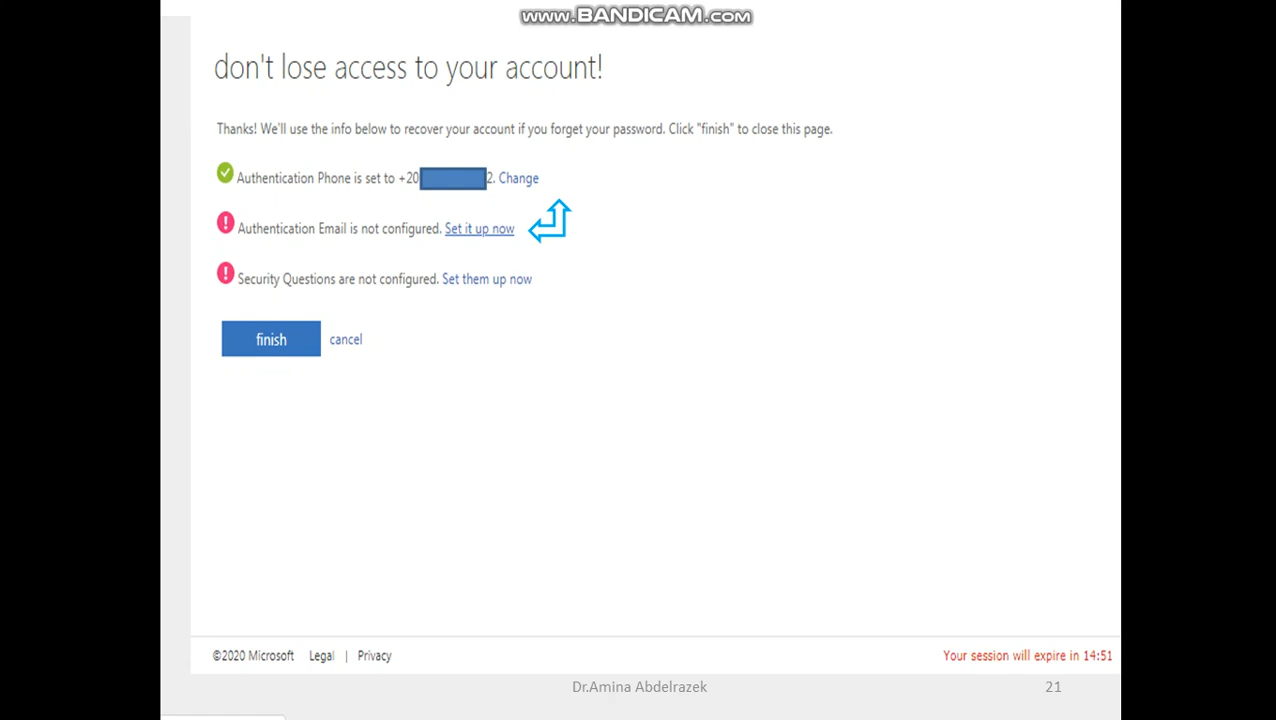 www.BANDICAM.com
don't lose access to your account!
Thanks! We'll use the info below to recover your account if you forget your password. Click "finish" to close this page.
Authentication Phone is set to +20 2. Change
Authentication Email is not configured. Set it up now
Security Questions are not configured. Set them up now
finish cancel
©2020 Microsoft Legal | Privacy
Your session will expire in 14:51
Dr.Amina Abdelrazek
21